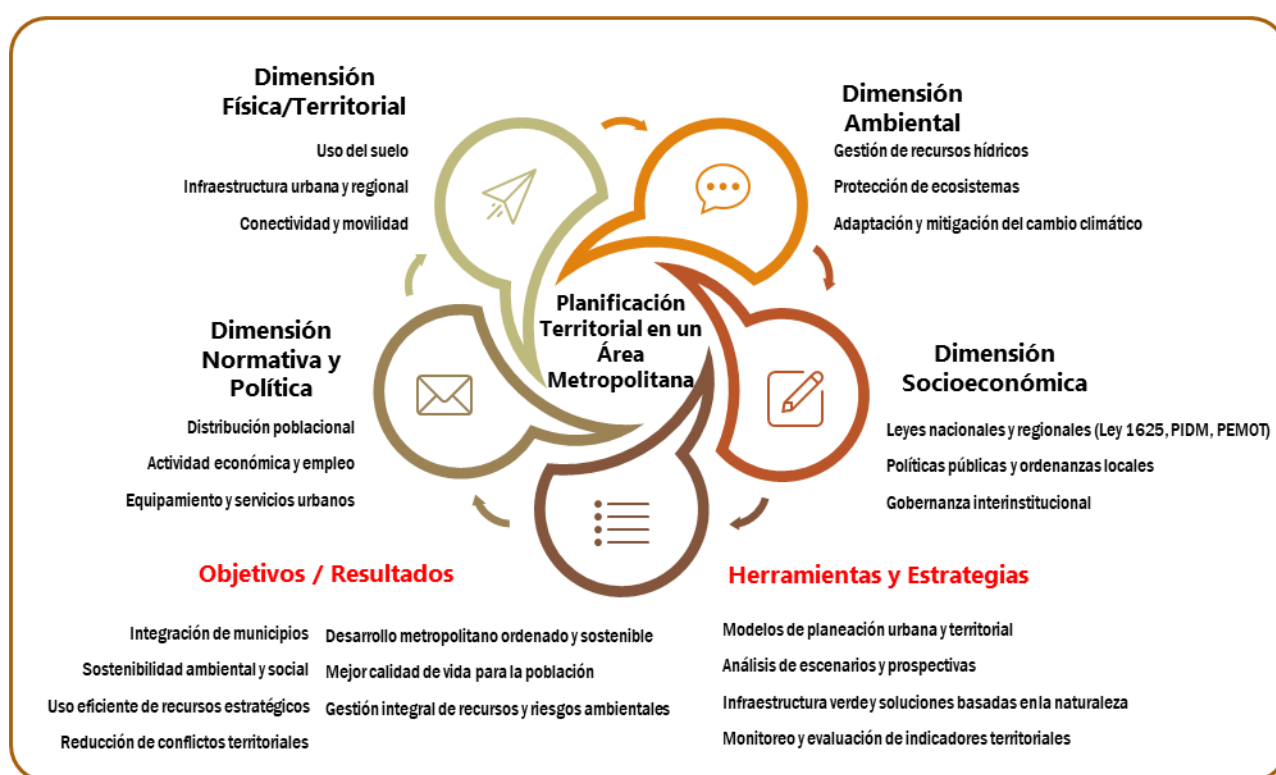 Dimensión
Física/Territorial
Uso del suelo
Infraestructura urbana y regional
Conectividad y movilidad
Dimensión
Ambiental
Gestión de recursos hídricos
Protección de ecosistemas
Adaptación y mitigación del cambio climático
Planificación
Territorial en un
Área
Metropolitana
Dimensión
Normativa y
Política
Distribución poblacional
Actividad económica y empleo
Equipamiento y servicios urbanos
Dimensión
Socioeconómica
Leyes nacionales y regionales (Ley 1625, PIDM, PEMOT)
Políticas públicas y ordenanzas locales
Gobernanza interinstitucional
Objetivos / Resultados
Integración de municipios
Sostenibilidad ambiental y social
Uso eficiente de recursos estratégicos
Reducción de conflictos territoriales
Desarrollo metropolitano ordenado y sostenible
Mejor calidad de vida para la población
Gestión integral de recursos y riesgos ambientales
Herramientas y Estrategias
Modelos de planeación urbana y territorial
Análisis de escenarios y prospectivas
Infraestructura verde y soluciones basadas en la naturaleza
Monitoreo y evaluación de indicadores territoriales